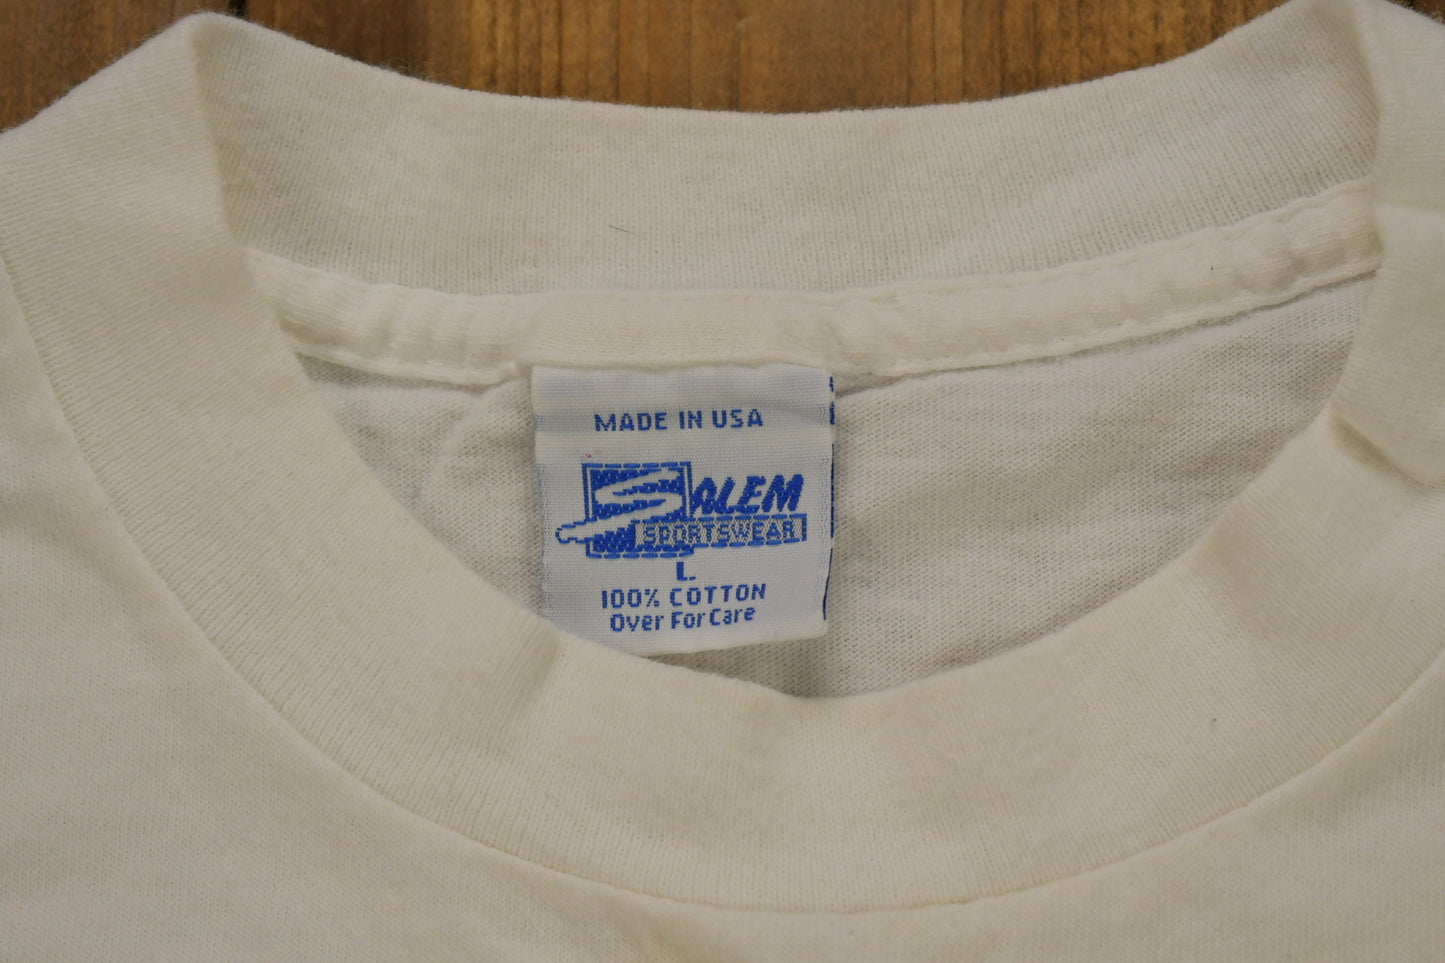 MADE IN USA
SALEM
SPORTSWEAR
L
100% COTTON
Over For Care